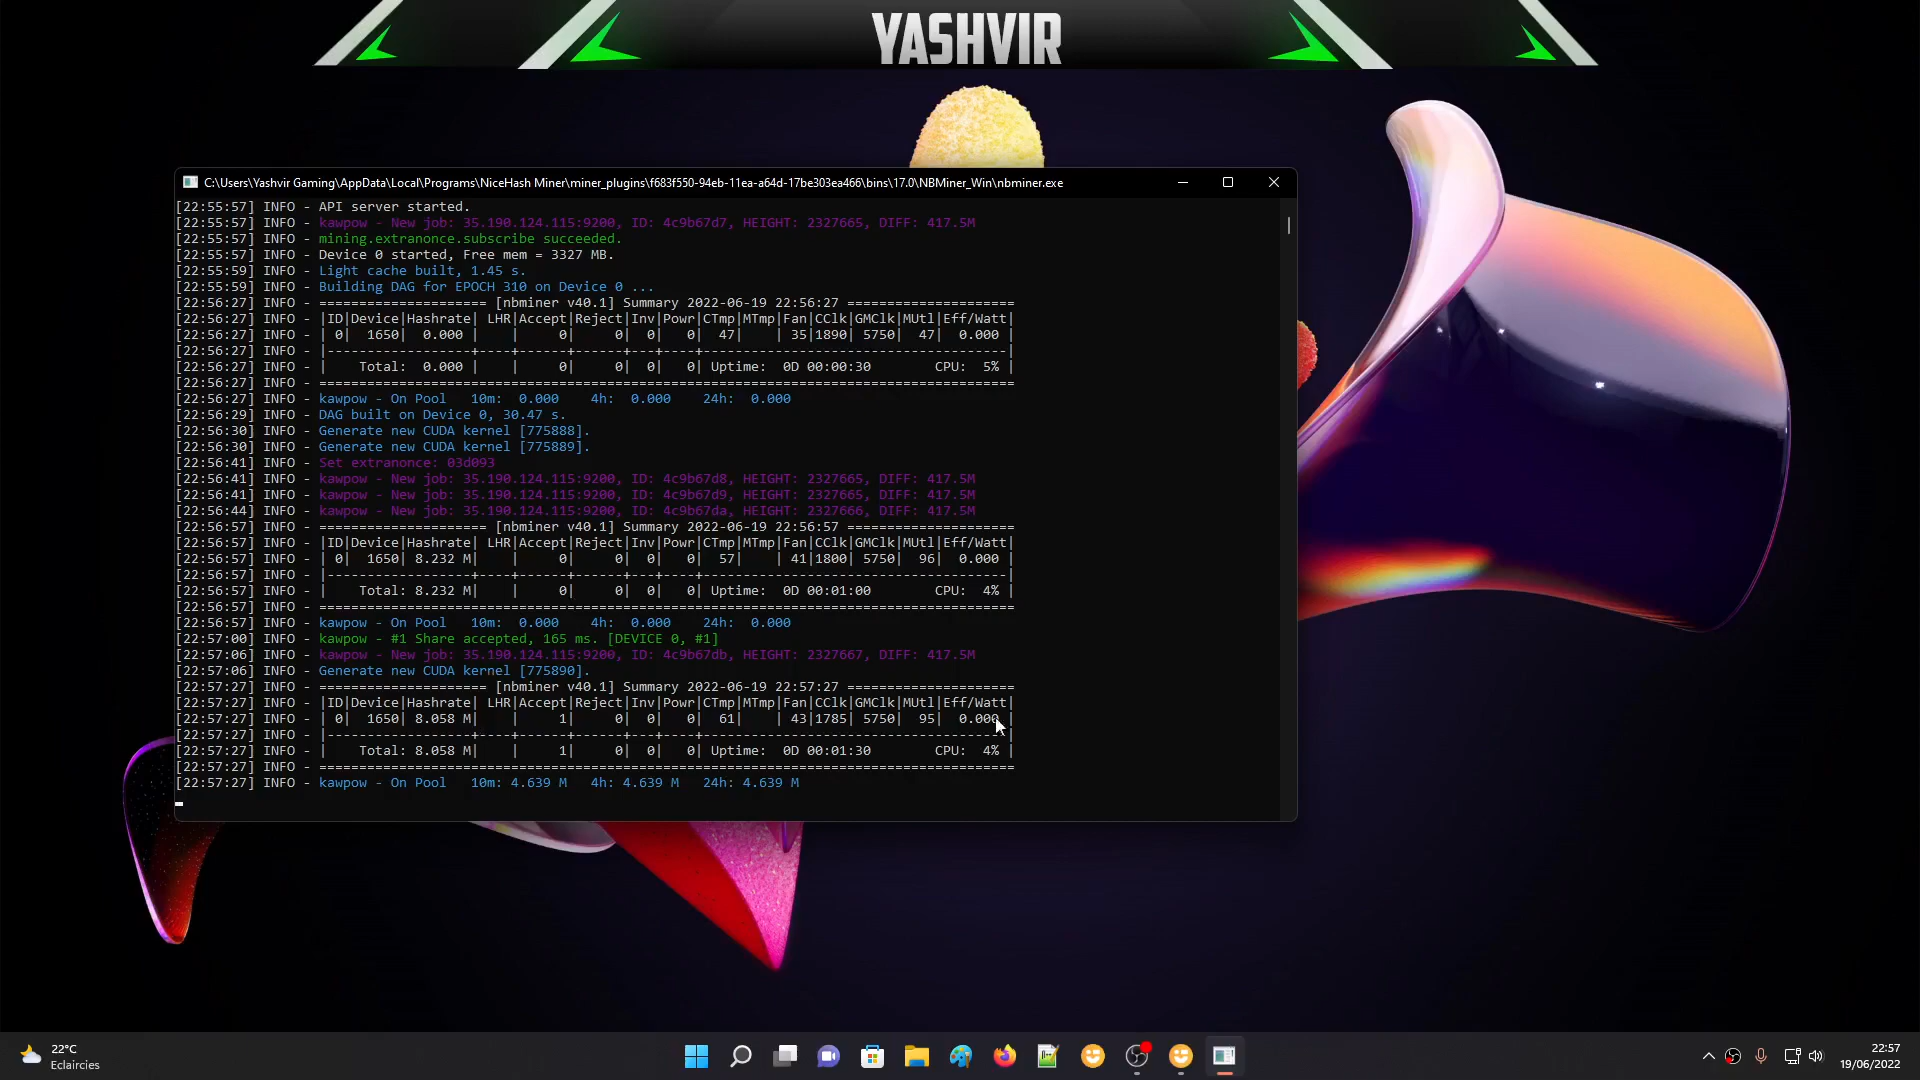 YASHVIR
C:\Users\Yashvir Gaming\AppData\Local\Programs\NiceHash Miner\miner_plugins\f683f550-94eb-11ea-a64d-17be303ea466\bins\17.0\NBMiner_Win\nbminer.exe
[22:55:57] INFO - API server started.
[22:55:57] INFO - kawpow - New job: 35.190.124.115:9200, ID: 4c9b67d7, HEIGHT: 2327665, DIFF: 417.5M
[22:55:57] INFO - mining.extranonce.subscribe succeeded.
[22:55:57] INFO - Device 0 started, Free mem = 3327 MB.
[22:55:59] INFO - Light cache built, 1.45 s.
[22:55:59] INFO - Building DAG for EPOCH 310 on Device 0 ...
[22:56:27] INFO - ===================== [nbminer v40.1] Summary 2022-06-19 22:56:27 =====================
[22:56:27] INFO - |ID|Device|Hashrate| LHR|Accept|Reject|Inv|Powr|CTmp|MTmp|Fan|CClk|GMClk|MUtl|Eff/Watt|
[22:56:27] INFO - | 0|  1650|  0.000 |    |     0|     0|  0|   0|  47|    | 35|1890| 5750|  47|  0.000 |
[22:56:27] INFO - |------------------+----+------+------+---+----+--------------------------------------|
[22:56:27] INFO - |    Total:  0.000 |    |     0|     0|  0|   0| Uptime:  0D 00:00:30        CPU:  5% |
[22:56:27] INFO - =======================================================================================
[22:56:27] INFO - kawpow - On Pool   10m:  0.000    4h:  0.000    24h:  0.000
[22:56:29] INFO - DAG built on Device 0, 30.47 s.
[22:56:30] INFO - Generate new CUDA kernel [775888].
[22:56:30] INFO - Generate new CUDA kernel [775889].
[22:56:41] INFO - Set extranonce: 03d093
[22:56:41] INFO - kawpow - New job: 35.190.124.115:9200, ID: 4c9b67d8, HEIGHT: 2327665, DIFF: 417.5M
[22:56:41] INFO - kawpow - New job: 35.190.124.115:9200, ID: 4c9b67d9, HEIGHT: 2327665, DIFF: 417.5M
[22:56:44] INFO - kawpow - New job: 35.190.124.115:9200, ID: 4c9b67da, HEIGHT: 2327666, DIFF: 417.5M
[22:56:57] INFO - ===================== [nbminer v40.1] Summary 2022-06-19 22:56:57 =====================
[22:56:57] INFO - |ID|Device|Hashrate| LHR|Accept|Reject|Inv|Powr|CTmp|MTmp|Fan|CClk|GMClk|MUtl|Eff/Watt|
[22:56:57] INFO - | 0|  1650| 8.232 M|    |     0|     0|  0|   0|  57|    | 41|1800| 5750|  96|  0.000 |
[22:56:57] INFO - |------------------+----+------+------+---+----+--------------------------------------|
[22:56:57] INFO - |    Total: 8.232 M|    |     0|     0|  0|   0| Uptime:  0D 00:01:00        CPU:  4% |
[22:56:57] INFO - =======================================================================================
[22:56:57] INFO - kawpow - On Pool   10m:  0.000    4h:  0.000    24h:  0.000
[22:57:00] INFO - kawpow - #1 Share accepted, 165 ms. [DEVICE 0, #1]
[22:57:06] INFO - kawpow - New job: 35.190.124.115:9200, ID: 4c9b67db, HEIGHT: 2327667, DIFF: 417.5M
[22:57:06] INFO - Generate new CUDA kernel [775890].
[22:57:27] INFO - ===================== [nbminer v40.1] Summary 2022-06-19 22:57:27 =====================
[22:57:27] INFO - |ID|Device|Hashrate| LHR|Accept|Reject|Inv|Powr|CTmp|MTmp|Fan|CClk|GMClk|MUtl|Eff/Watt|
[22:57:27] INFO - | 0|  1650| 8.058 M|    |     1|     0|  0|   0|  61|    | 43|1785| 5750|  95|  0.000 |
[22:57:27] INFO - |------------------+----+------+------+---+----+--------------------------------------|
[22:57:27] INFO - |    Total: 8.058 M|    |     1|     0|  0|   0| Uptime:  0D 00:01:30        CPU:  4% |
[22:57:27] INFO - =======================================================================================
[22:57:27] INFO - kawpow - On Pool   10m: 4.639 M   4h: 4.639 M   24h: 4.639 M
22°C
Eclaircies
22:57
19/06/2022